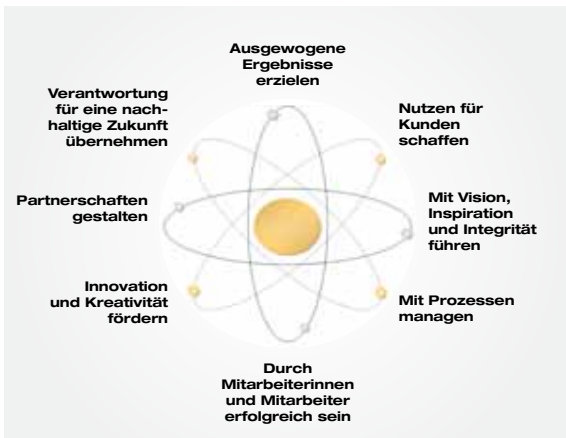 Ausgewogene
Ergebnisse
erzielen
Nutzen für
Kunden
schaffen
Mit Vision,
Inspiration
und Integrität
führen
Mit Prozessen
managen
Durch
Mitarbeiterinnen
und Mitarbeiter
erfolgreich sein
Innovation
und Kreativität
fördern
Partnerschaften
gestalten
Verantwortung
für eine nach-
haltige Zukunft
übernehmen